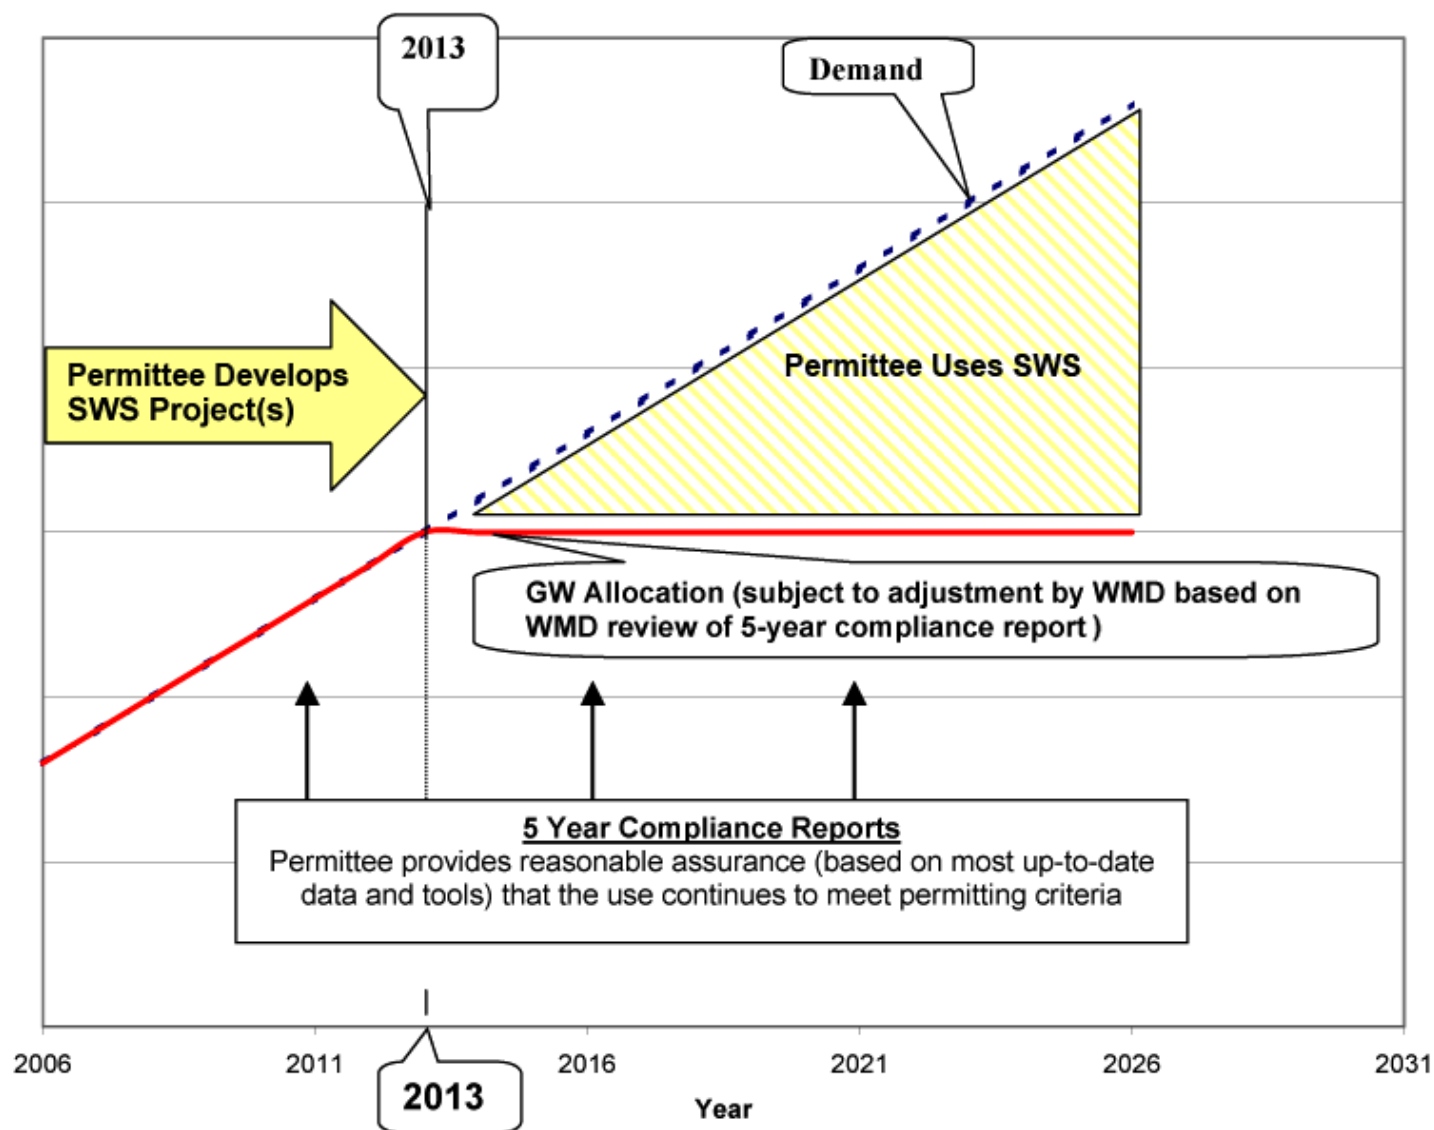 2013
Demand
Permittee Develops
SWS Project(s)
Permittee Uses SWS
GW Allocation (subject to adjustment by WMD based on
WMD review of 5-year compliance report)
5 Year Compliance Reports
Permittee provides reasonable assurance (based on most up-to-date
data and tools) that the use continues to meet permitting criteria
2006 2011 2016 2021 2026 2031
2013
Year